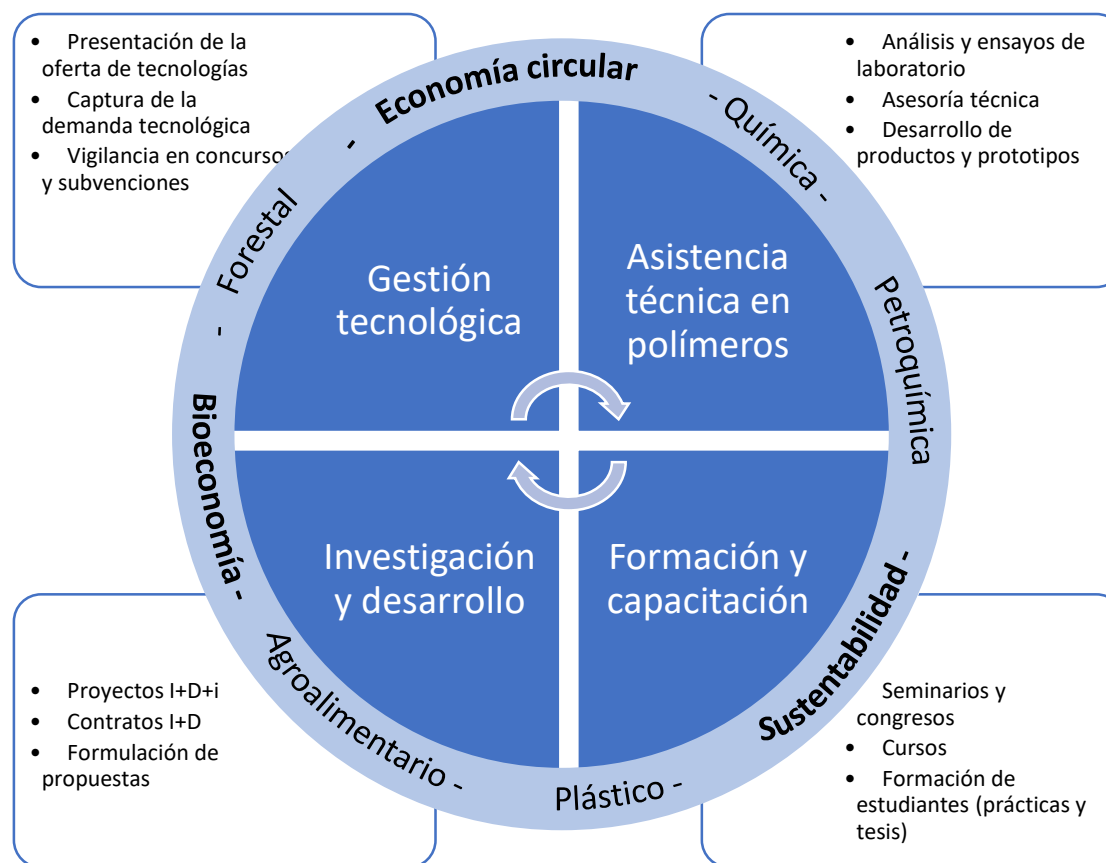 • Presentación de la
oferta de tecnologías
• Captura de la
demanda tecnológica
• Vigilancia en concursos
y subvenciones
• Análisis y ensayos de
laboratorio
• Asesoría técnica
• Desarrollo de
productos y prototipos
- Economía circular
- Química -
Petroquímica
Sustentabilidad -
Plástico -
Agroalimentario -
Bioeconomía -
- Forestal
Gestión
tecnológica
Asistencia
técnica en
polímeros
Investigación
y desarrollo
Formación y
capacitación
• Proyectos I+D+i
• Contratos I+D
• Formulación de
propuestas
Seminarios y
congresos
• Cursos
• Formación de
estudiantes (prácticas y
tesis)